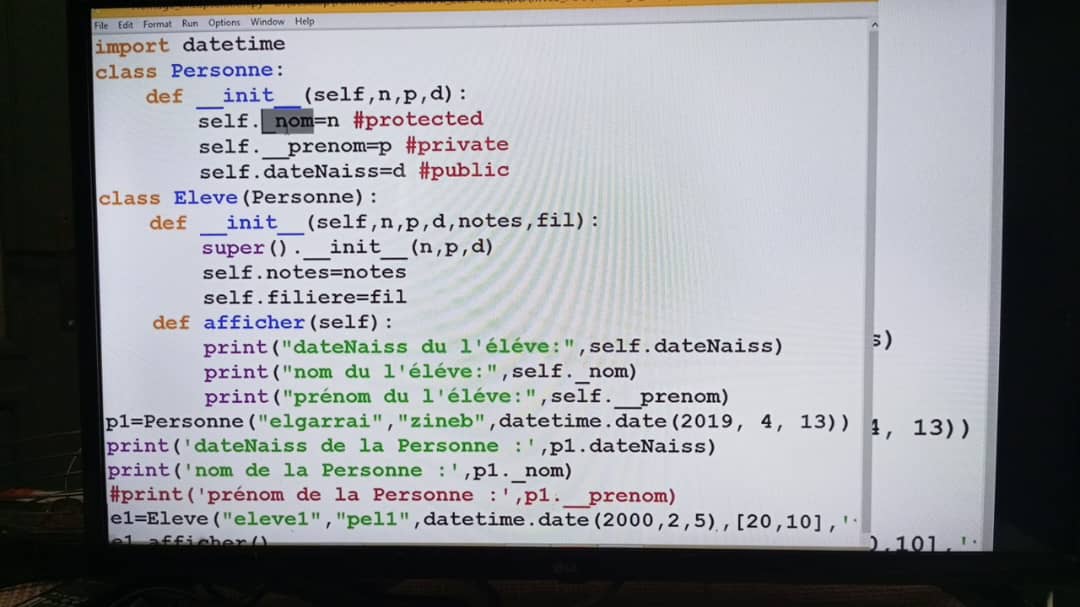 File Edit Format Run Options Window Help
import datetime
class Personne:
    def __init__(self,n,p,d):
        self._nom=n #protected
        self.__prenom=p #private
        self.dateNaiss=d #public
class Eleve(Personne):
    def __init__(self,n,p,d,notes,fil):
        super().__init__(n,p,d)
        self.notes=notes
        self.filiere=fil
    def afficher(self):
        print("dateNaiss du l'éléve:",self.dateNaiss)
        print("nom du l'éléve:",self._nom)
        print("prénom du l'éléve:",self.__prenom)
p1=Personne("elgarrai","zineb",datetime.date(2019, 4, 13))
print('dateNaiss de la Personne :',p1.dateNaiss)
print('nom de la Personne :',p1._nom)
#print('prénom de la Personne :',p1.__prenom)
e1=Eleve("eleve1","pel1",datetime.date(2000,2,5),[20,10],'
e1.afficher()
s)
4, 13))
0,10],'
LG